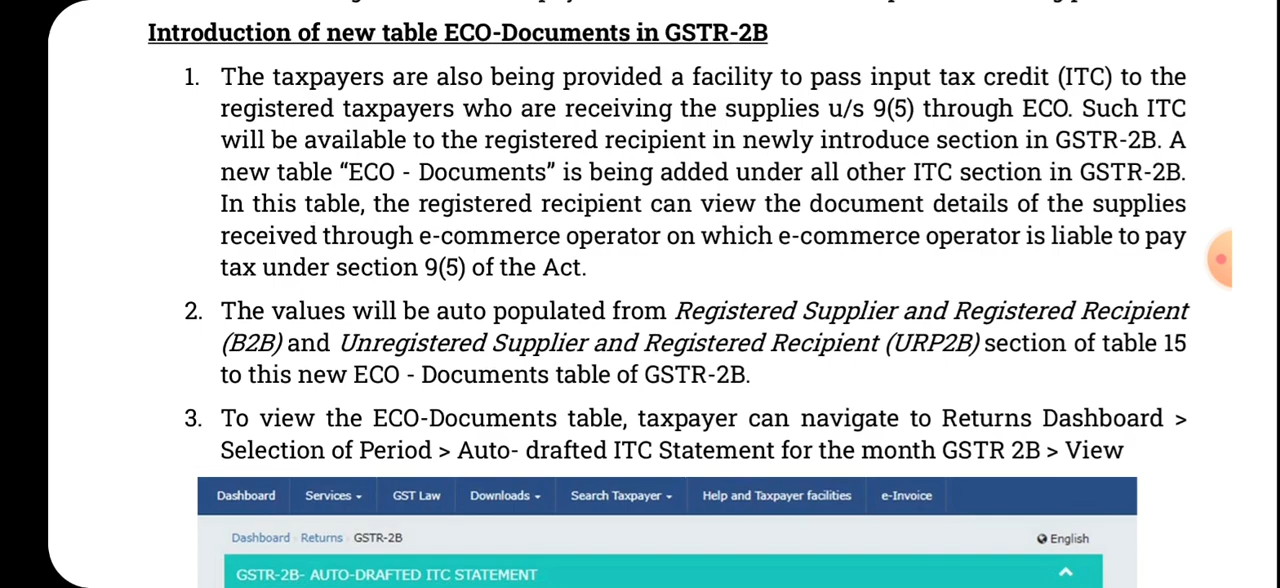 Introduction of new table ECO-Documents in GSTR-2B
1. The taxpayers are also being provided a facility to pass input tax credit (ITC) to the
registered taxpayers who are receiving the supplies u/s 9(5) through ECO. Such ITC
will be available to the registered recipient in newly introduce section in GSTR-2B. A
new table “ECO - Documents” is being added under all other ITC section in GSTR-2B.
In this table, the registered recipient can view the document details of the supplies
received through e-commerce operator on which e-commerce operator is liable to pay
tax under section 9(5) of the Act.
2. The values will be auto populated from Registered Supplier and Registered Recipient
(B2B) and Unregistered Supplier and Registered Recipient (URP2B) section of table 15
to this new ECO - Documents table of GSTR-2B.
3. To view the ECO-Documents table, taxpayer can navigate to Returns Dashboard >
Selection of Period > Auto- drafted ITC Statement for the month GSTR 2B > View
Dashboard Services GST Law Downloads Search Taxpayer Help and Taxpayer facilities e-Invoice
Dashboard Returns GSTR-2B English
GSTR-2B- AUTO-DRAFTED ITC STATEMENT